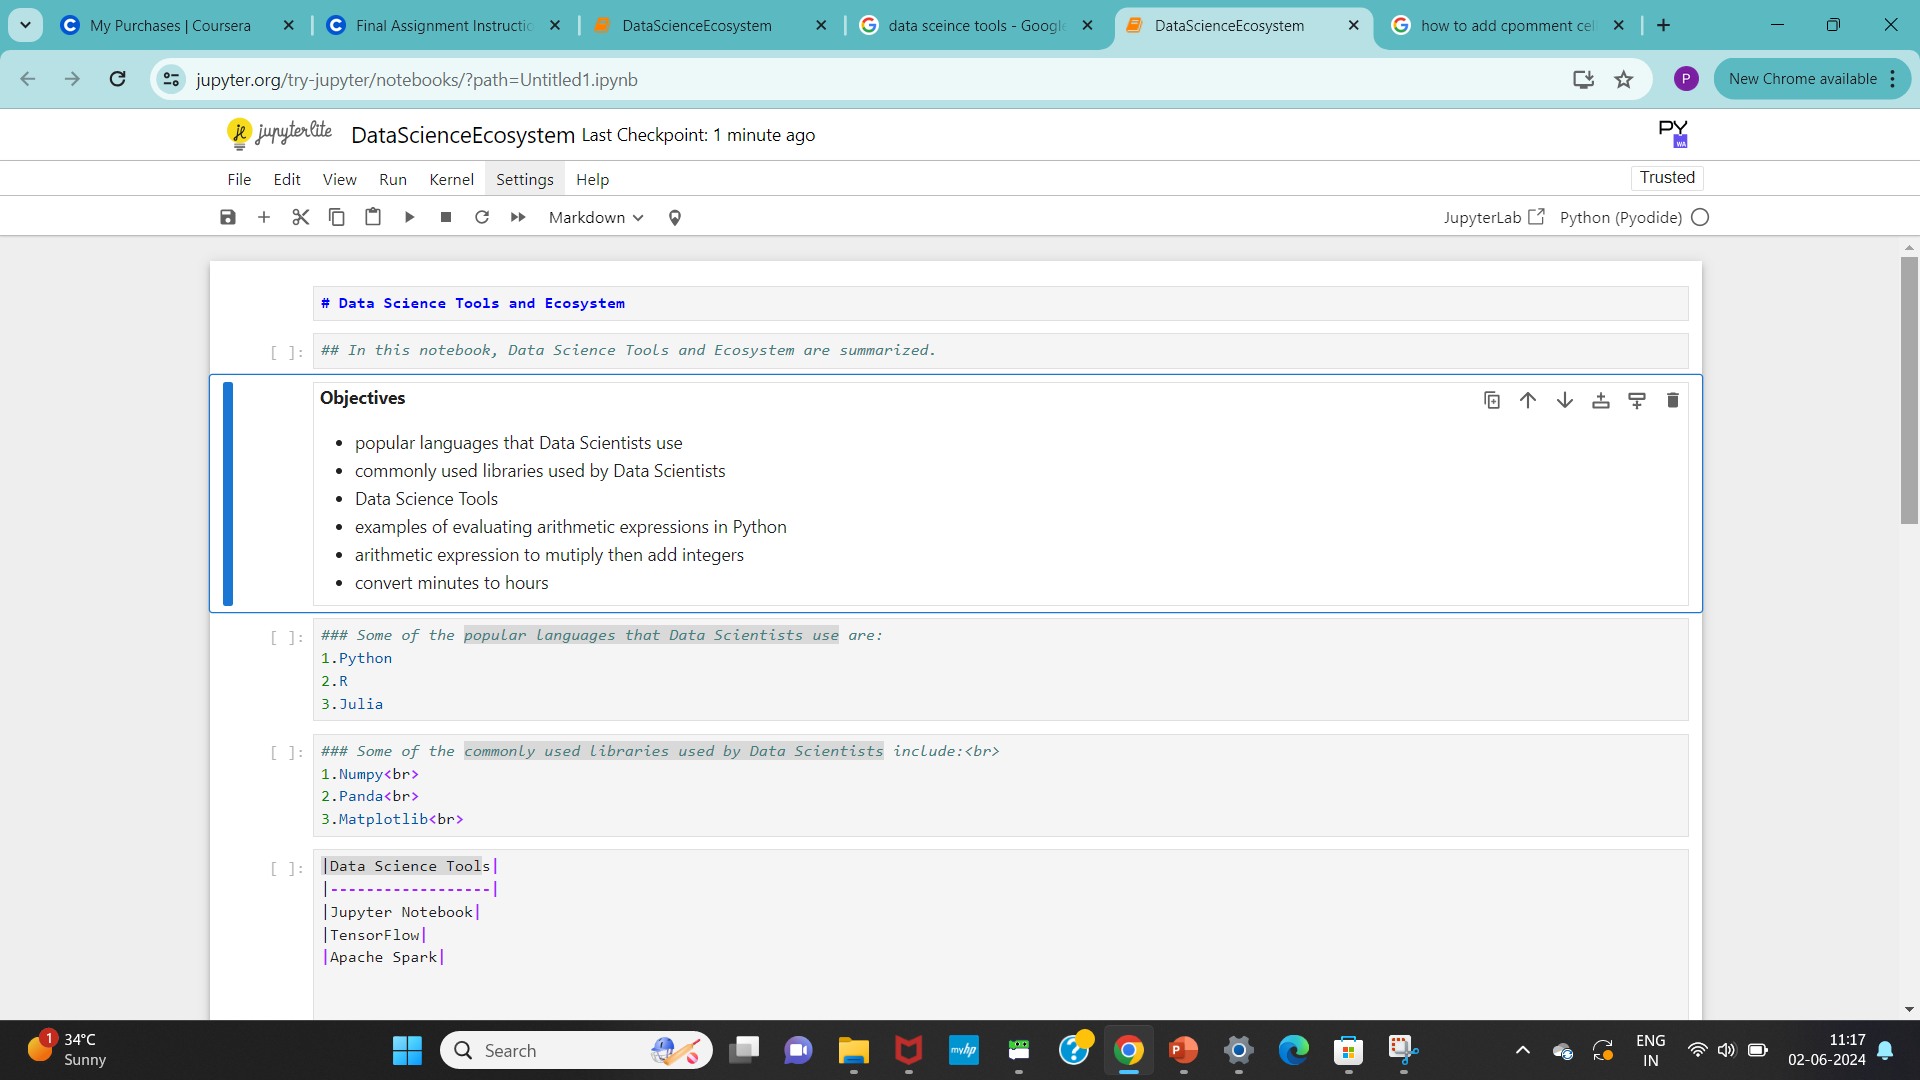 My Purchases | Coursera
Final Assignment Instructio
DataScienceEcosystem
data sceince tools - Google
DataScienceEcosystem
how to add cpomment cel
jupyter.org/try-jupyter/notebooks/?path=Untitled1.ipynb
P
New Chrome available
jupyterlite
DataScienceEcosystem Last Checkpoint: 1 minute ago
PY
WA
File Edit View Run Kernel Settings Help
Trusted
Markdown
JupyterLab
Python (Pyodide)
# Data Science Tools and Ecosystem
[ ]: ## In this notebook, Data Science Tools and Ecosystem are summarized.
Objectives
• popular languages that Data Scientists use
• commonly used libraries used by Data Scientists
• Data Science Tools
• examples of evaluating arithmetic expressions in Python
• arithmetic expression to mutiply then add integers
• convert minutes to hours
[ ]: ### Some of the popular languages that Data Scientists use are:
1.Python
2.R
3.Julia
[ ]: ### Some of the commonly used libraries used by Data Scientists include:<br>
1.Numpy<br>
2.Panda<br>
3.Matplotlib<br>
[ ]: |Data Science Tools|
|------------------|
|Jupyter Notebook|
|TensorFlow|
|Apache Spark|
1
34°C
Sunny
Search
myhp
ENG
IN
11:17
02-06-2024